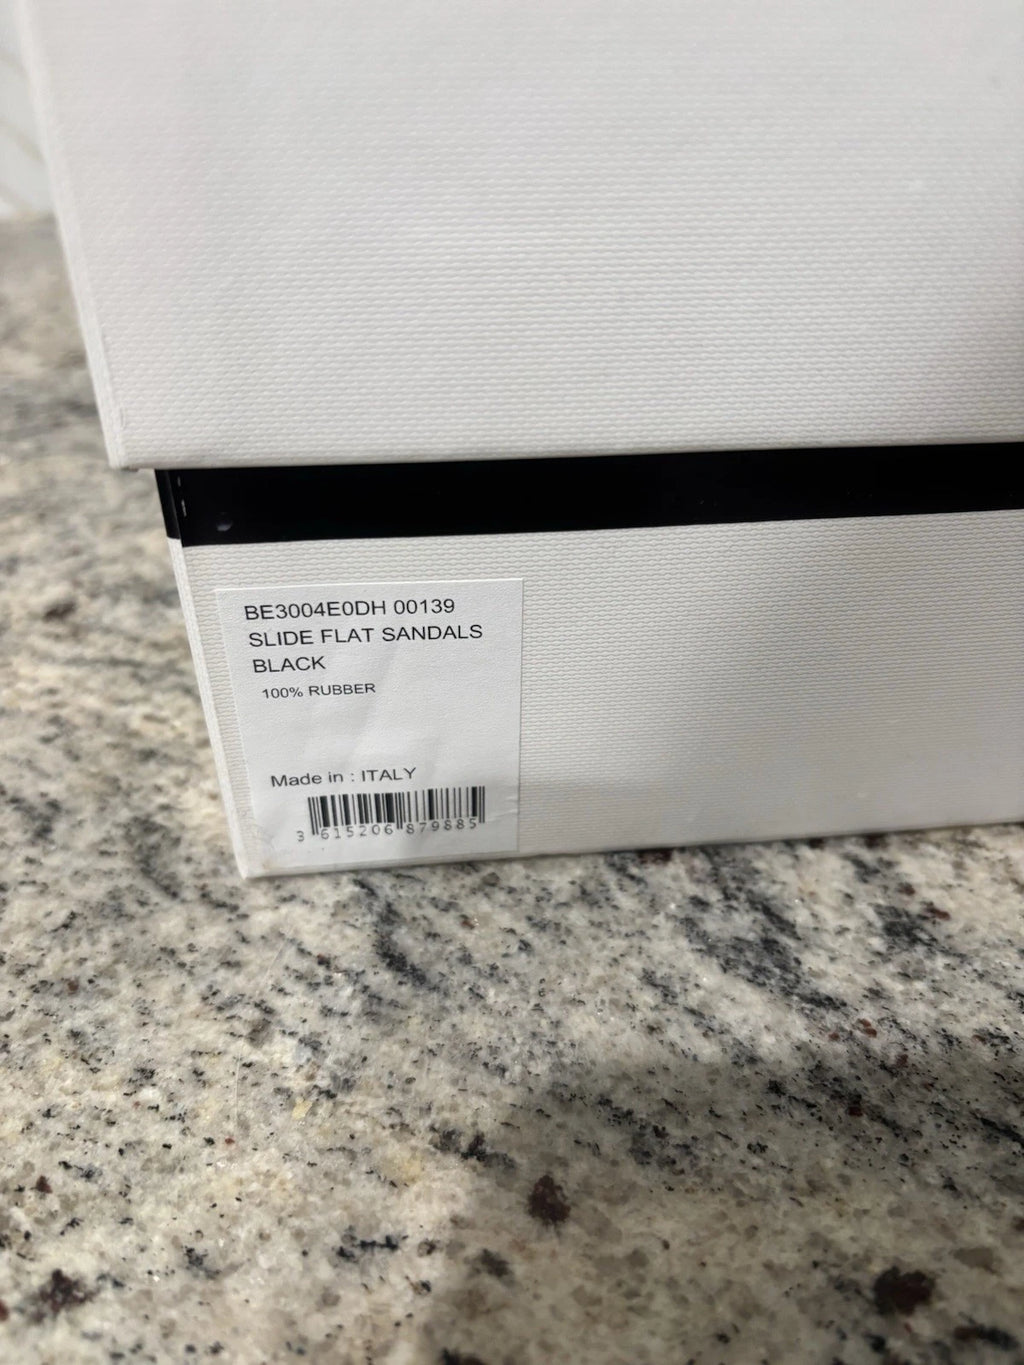 BE3004E0DH 00139
SLIDE FLAT SANDALS
BLACK
100% RUBBER
Made in : ITALY
3 615206 879885